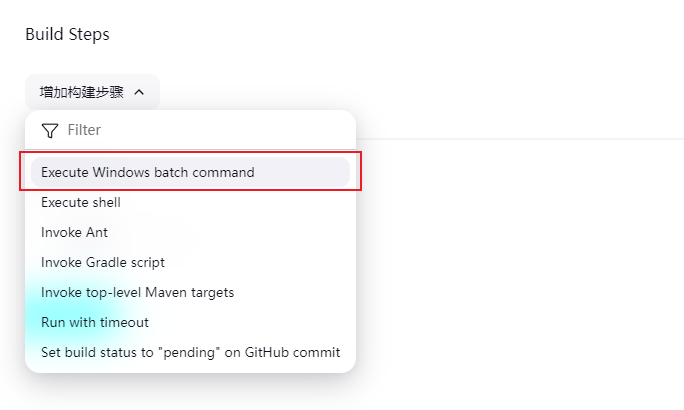 Build Steps
增加构建步骤
Filter
Execute Windows batch command
Execute shell
Invoke Ant
Invoke Gradle script
Invoke top-level Maven targets
Run with timeout
Set build status to "pending" on GitHub commit